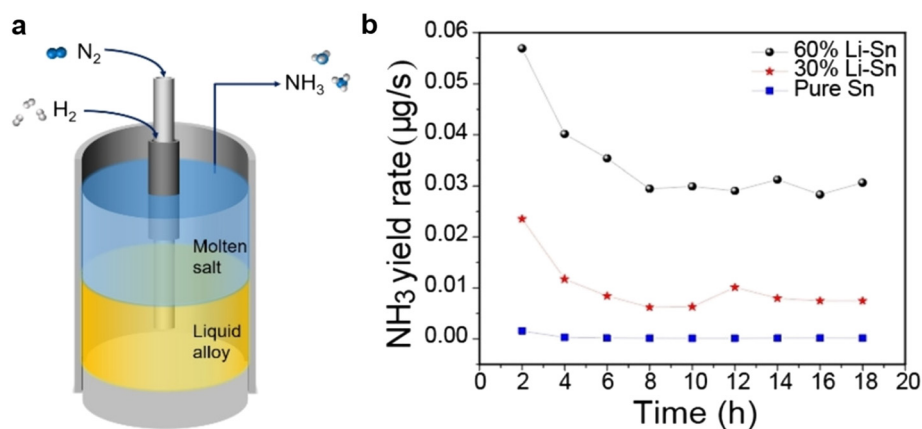 a
N₂
H₂
NH₃
Molten
salt
Liquid
alloy
b
NH₃ yield rate (μg/s)
0.06
0.05
0.04
0.03
0.02
0.01
0.00
60% Li-Sn
30% Li-Sn
Pure Sn
0 2 4 6 8 10 12 14 16 18 20
Time (h)